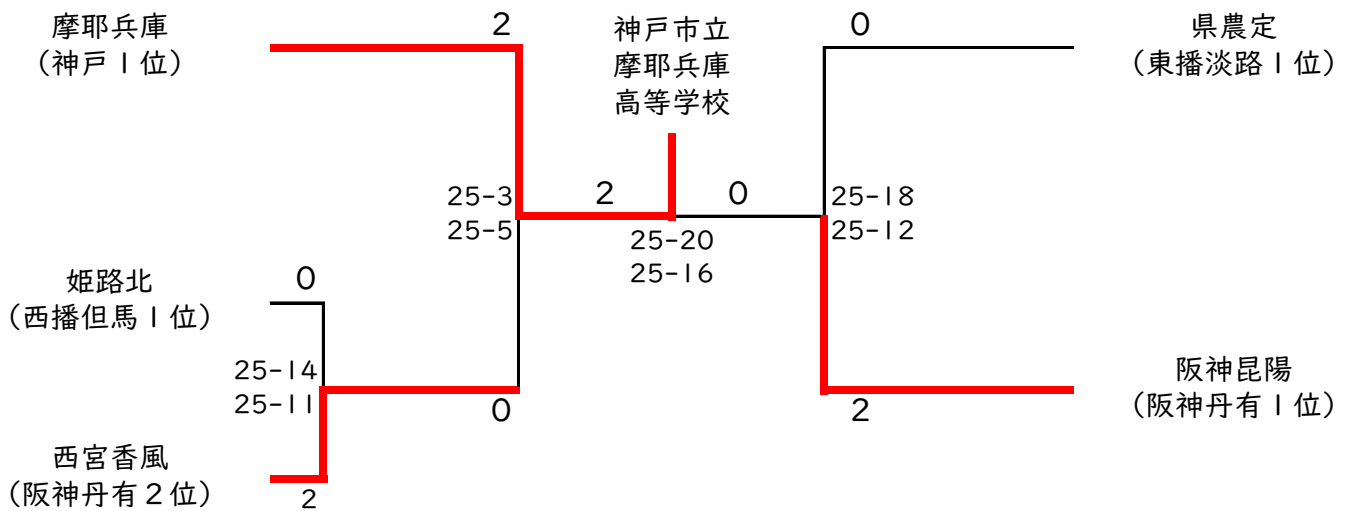 摩耶兵庫
（神戸１位）
2
神戸市立
摩耶兵庫
高等学校
0
県農定
（東播淡路１位）
25-3
25-5
2
0
25-18
25-12
25-20
25-16
姫路北
（西播但馬１位）
0
25-14
25-11
0
西宮香風
（阪神丹有２位）
2
2
阪神昆陽
（阪神丹有１位）